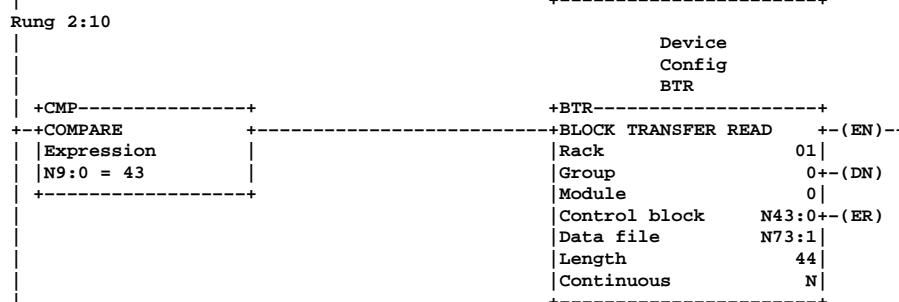 Rung 2:10
Device
Config
BTR
+CMP---------------+ +BTR--------------------+
+-+COMPARE +--------------------------+BLOCK TRANSFER READ +-(EN)-
|Expression | |Rack 01|
|N9:0 = 43 | |Group 0+-(DN)
+------------------+ |Module 0|
|Control block N43:0+-(ER)
|Data file N73:1|
|Length 44|
|Continuous N|